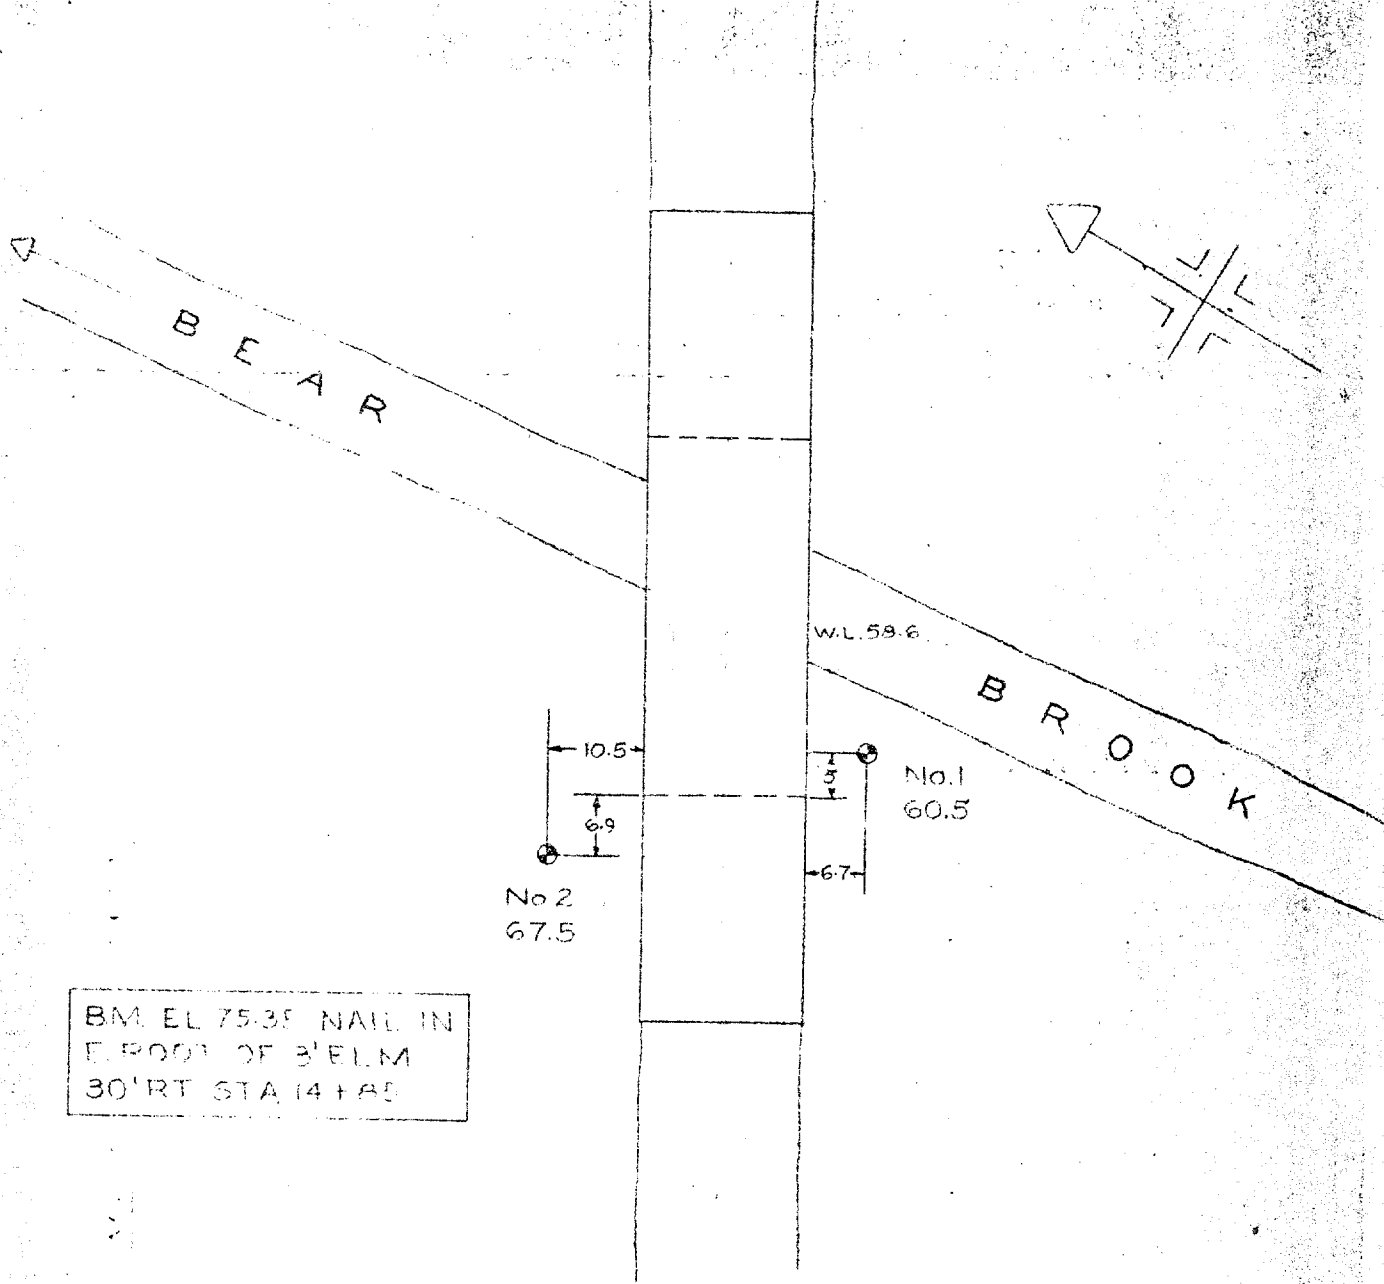 BEAR
W.L. 58.6
BROOK
10.5
5
No.1
60.5
6.9
6.7
No 2
67.5
BM. EL 75.35 NAIL IN
E. ROOT OF 3' ELM
30' RT STA 14+85